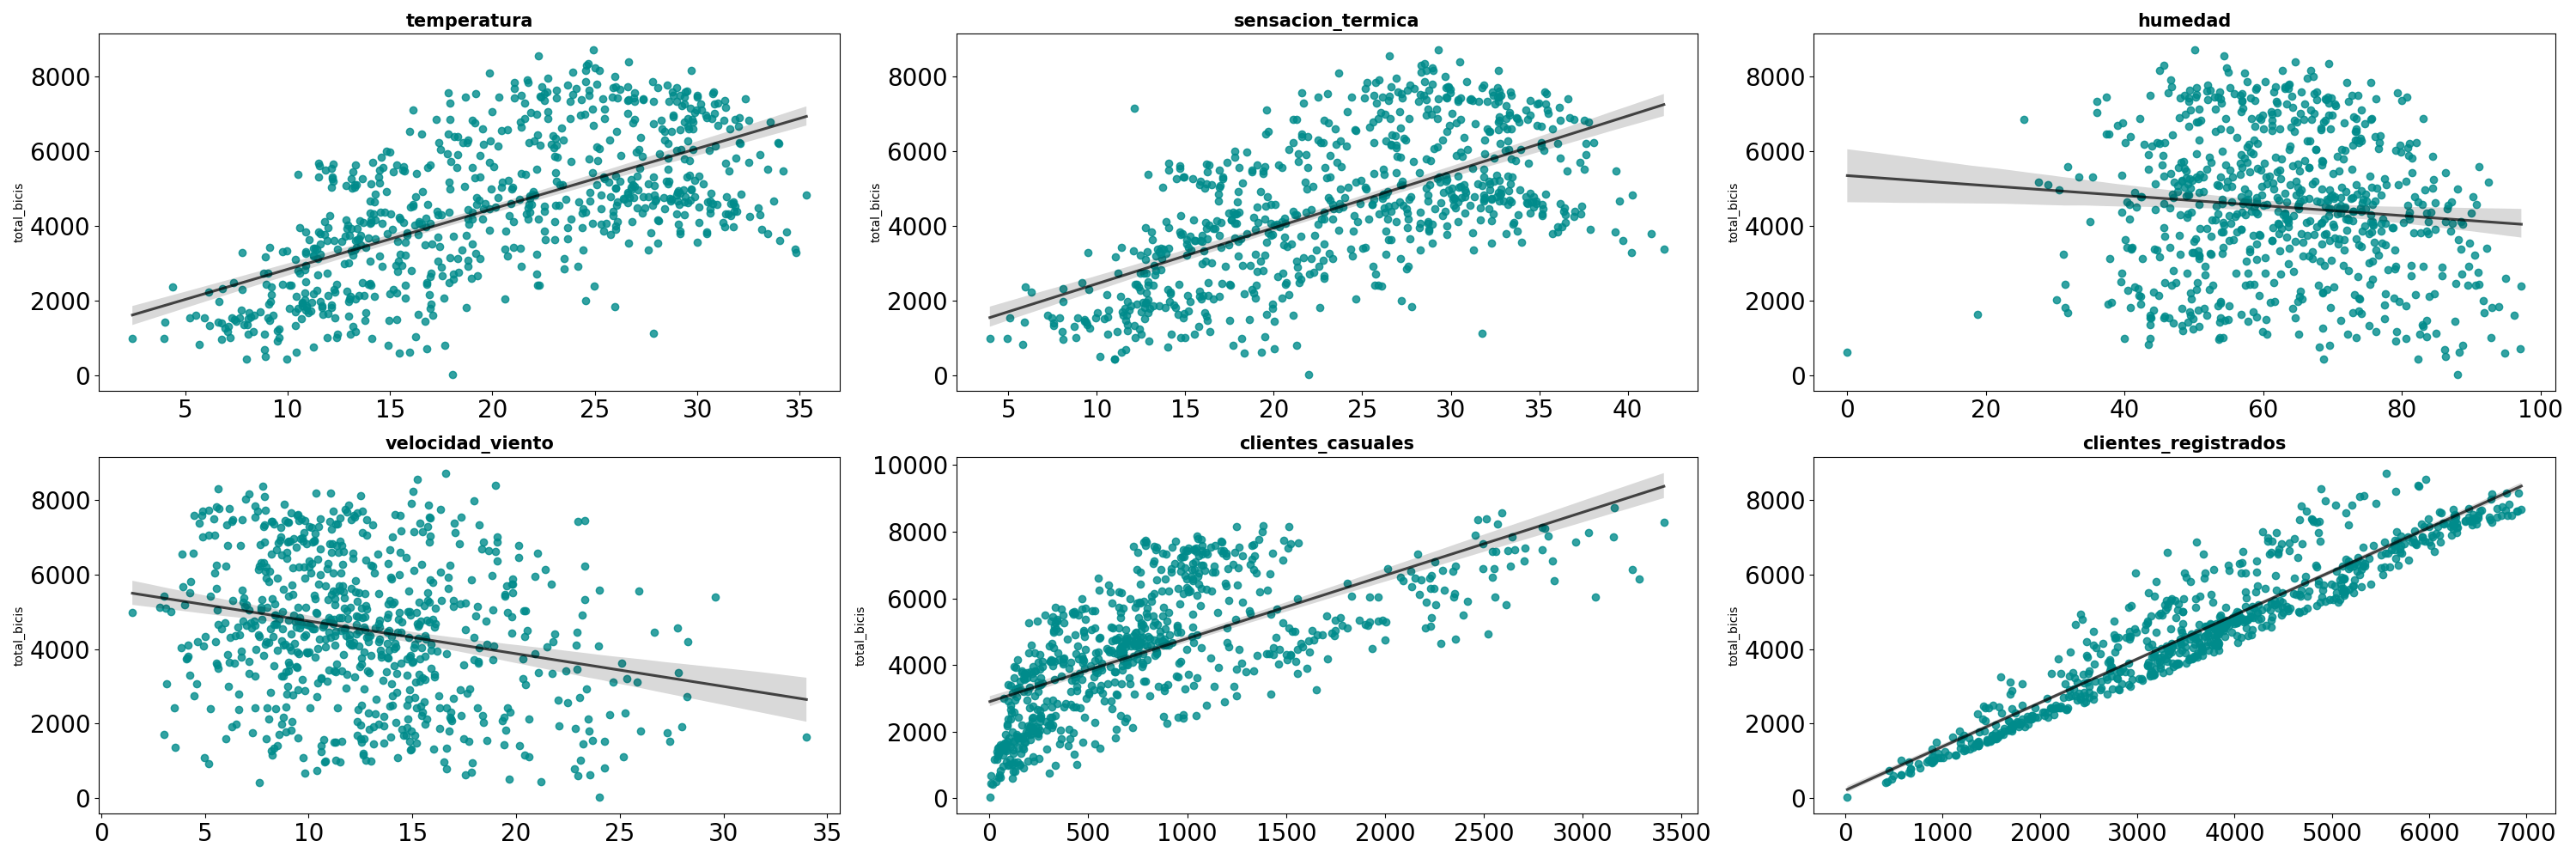 temperatura
total_bicis
8000
6000
4000
2000
0
5 10 15 20 25 30 35
sensacion_termica
total_bicis
8000
6000
4000
2000
0
5 10 15 20 25 30 35 40
humedad
total_bicis
8000
6000
4000
2000
0
0 20 40 60 80 100
velocidad_viento
total_bicis
8000
6000
4000
2000
0
0 5 10 15 20 25 30 35
clientes_casuales
total_bicis
10000
8000
6000
4000
2000
0
0 500 1000 1500 2000 2500 3000 3500
clientes_registrados
total_bicis
8000
6000
4000
2000
0
0 1000 2000 3000 4000 5000 6000 7000